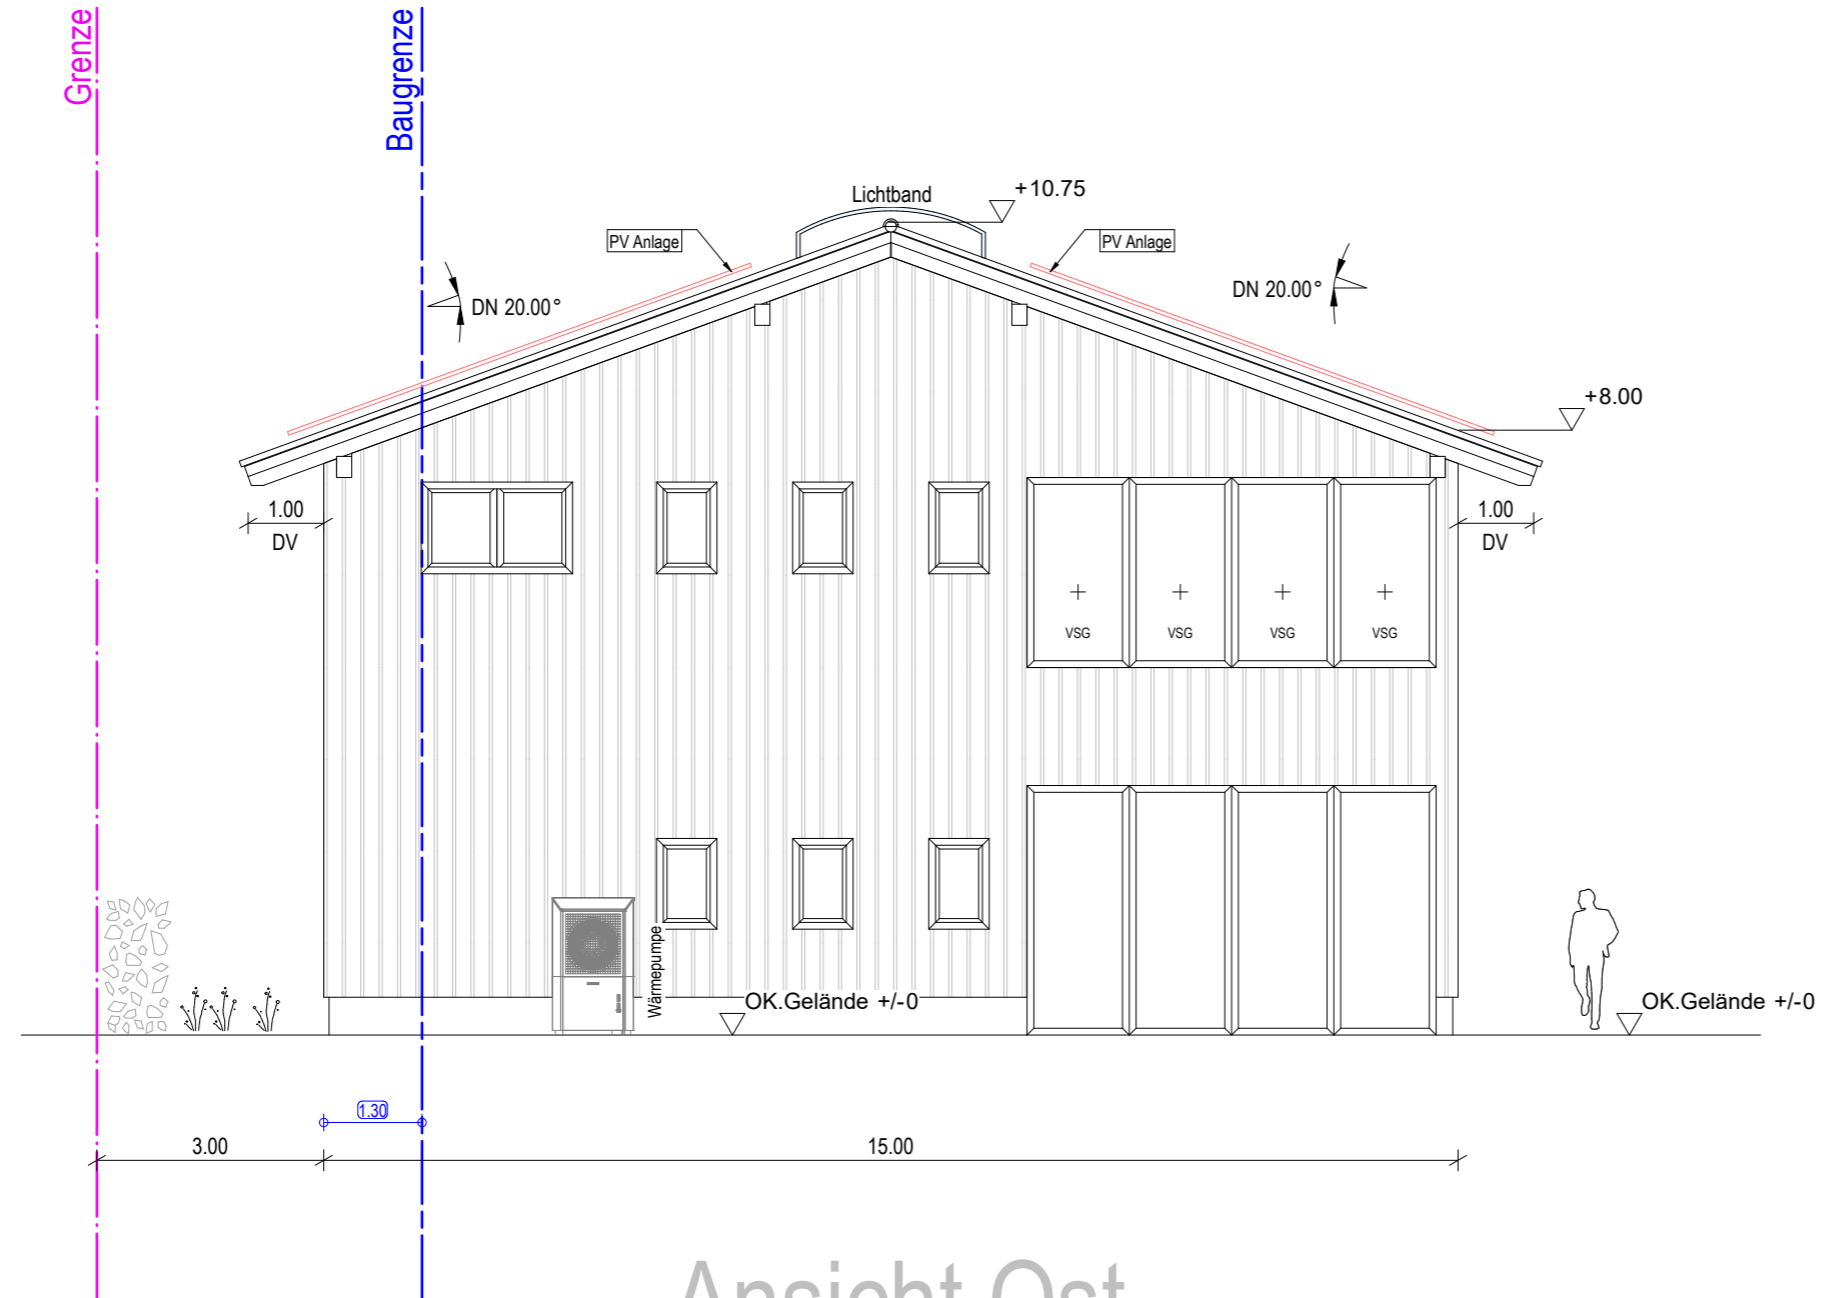 Grenze
Baugrenze
Lichtband
+10.75
PV Anlage
PV Anlage
DN 20.00°
DN 20.00°
+8.00
1.00
DV
1.00
DV
VSG
VSG
VSG
VSG
Wärmepumpe
OK.Gelände +/-0
OK.Gelände +/-0
1.30
3.00
15.00
Ansicht Ost